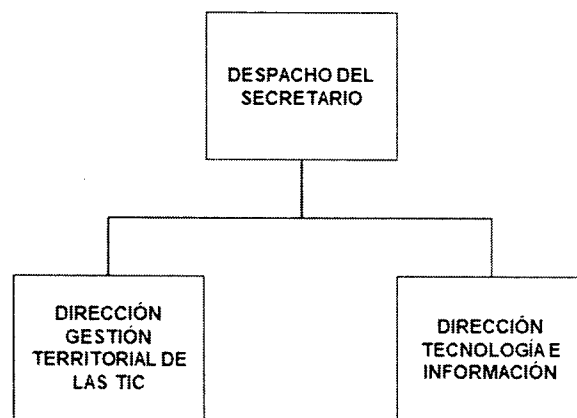 DESPACHO DEL
SECRETARIO
DIRECCIÓN
GESTIÓN
TERRITORIAL DE
LAS TIC
DIRECCIÓN
TECNOLOGÍA E
INFORMACIÓN